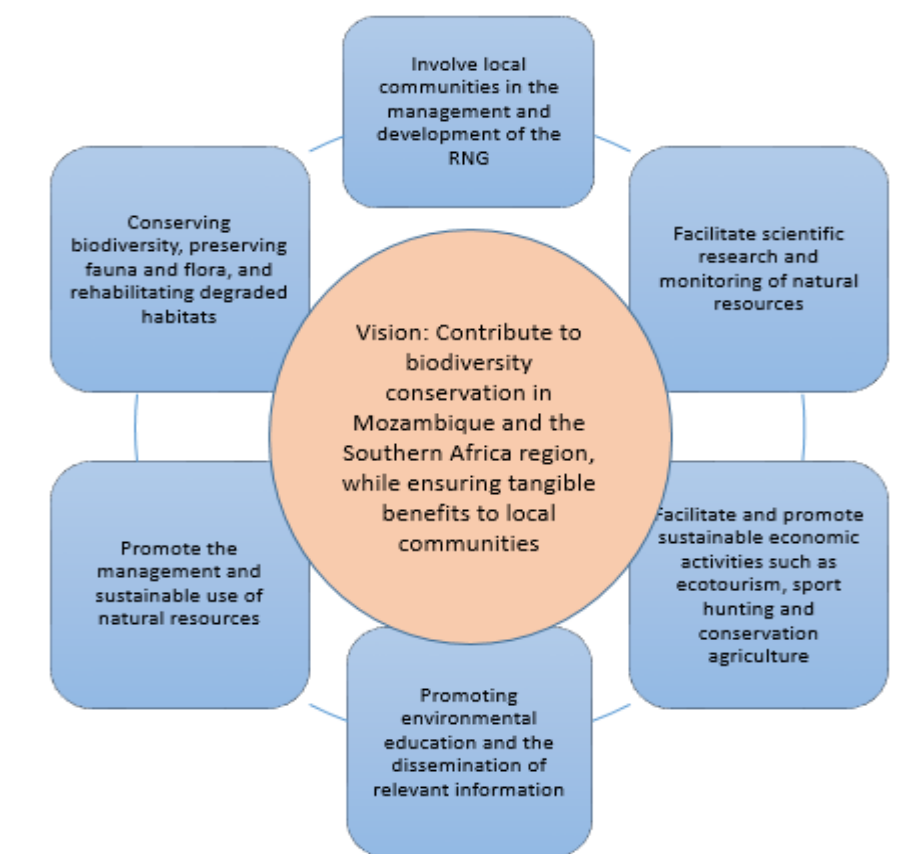 Involve local
communities in the
management and
development of the
RNG
Facilitate scientific
research and
monitoring of natural
resources
Facilitate and promote
sustainable economic
activities such as
ecotourism, sport
hunting and
conservation
agriculture
Promoting
environmental
education and the
dissemination of
relevant information
Promote the
management and
sustainable use of
natural resources
Conserving
biodiversity, preserving
fauna and flora, and
rehabilitating degraded
habitats
Vision: Contribute to
biodiversity
conservation in
Mozambique and the
Southern Africa region,
while ensuring tangible
benefits to local
communities